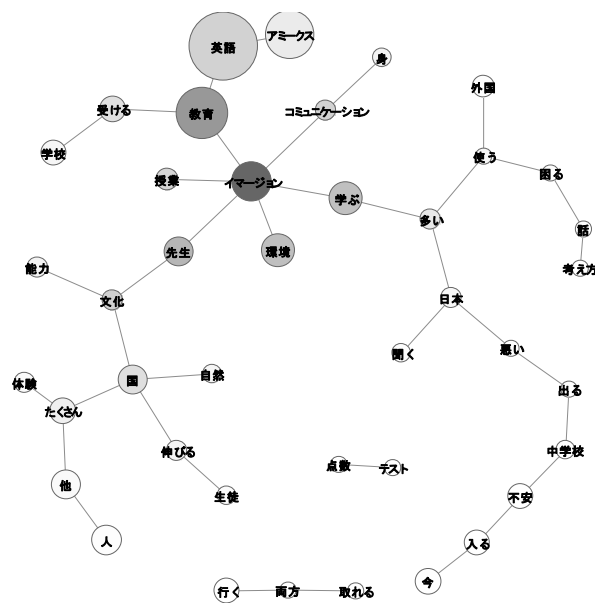 アミークス
英語
身
外国
受ける
教育
コミュニケーション
学校
使う
困る
授業
イマージョン
学ぶ
多い
話
先生
環境
考え方
能力
文化
日本
聞く
悪い
自然
国
体験
たくさん
出る
伸びる
中学校
点数
テスト
他
生徒
不安
人
入る
今
行く
両方
取れる